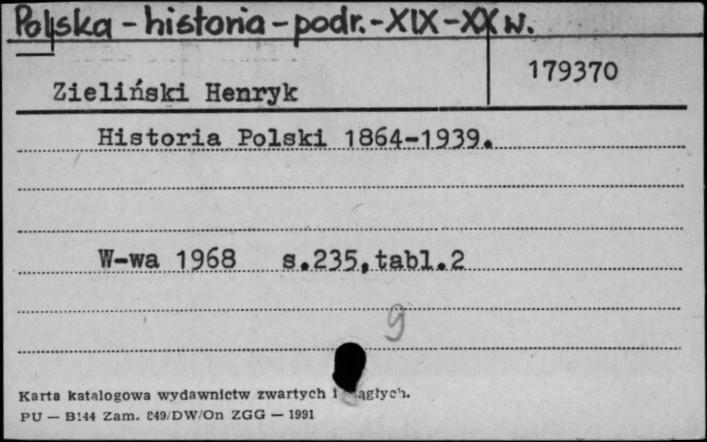 Polska - historia - podr. - XIX - XX w.
179370
Zieliński Henryk
Historia Polski 1864-1939.
W-wa 1968 s.235,tabl.2
g
Karta katalogowa wydawnictw zwartych i
PU — B144 Zam. 849/DW/On ZGG — 1991